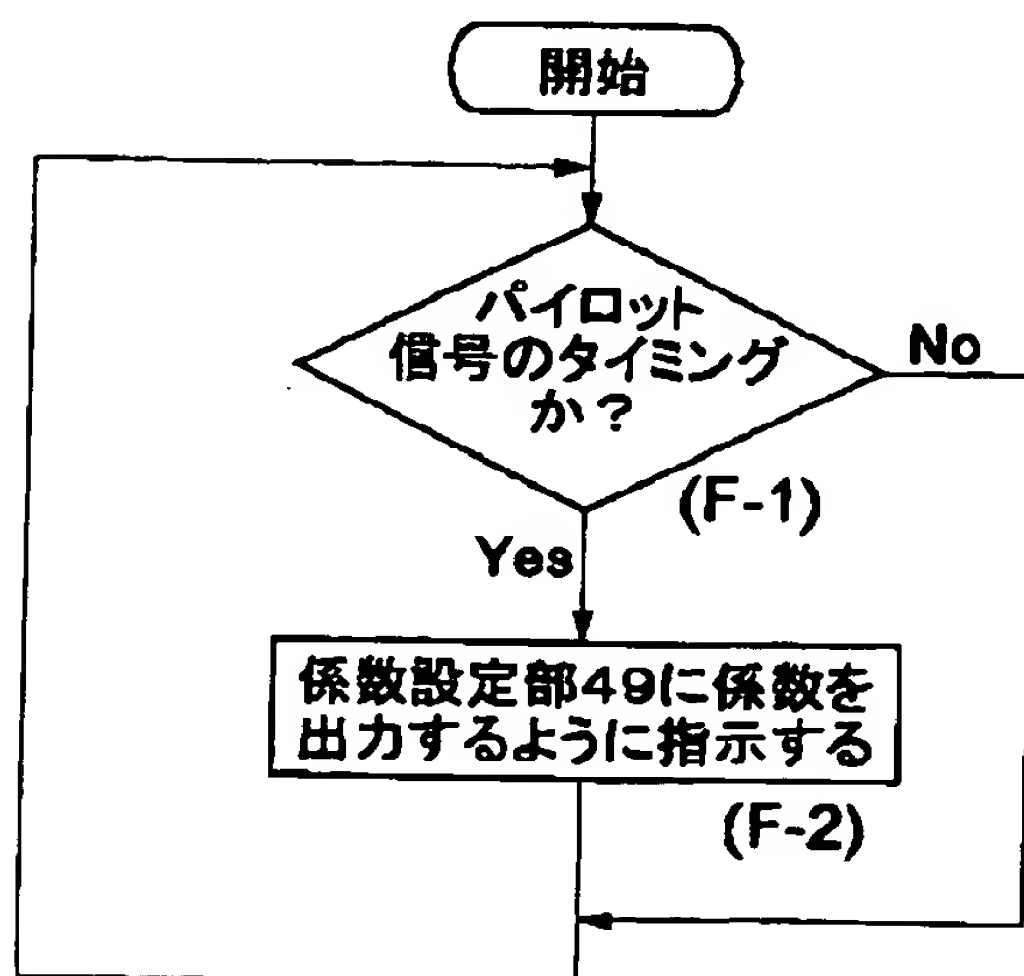 開始
パイロット
信号のタイミング
か?
No
(F-1)
Yes
係数設定部49に係数を
出力するように指示する
(F-2)